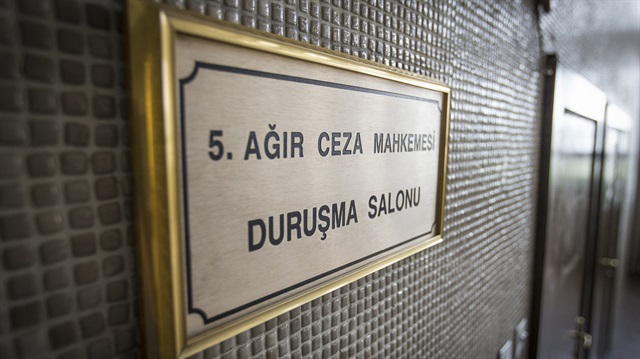 5. AĞIR CEZA MAHKEMESİ
DURUŞMA SALONU